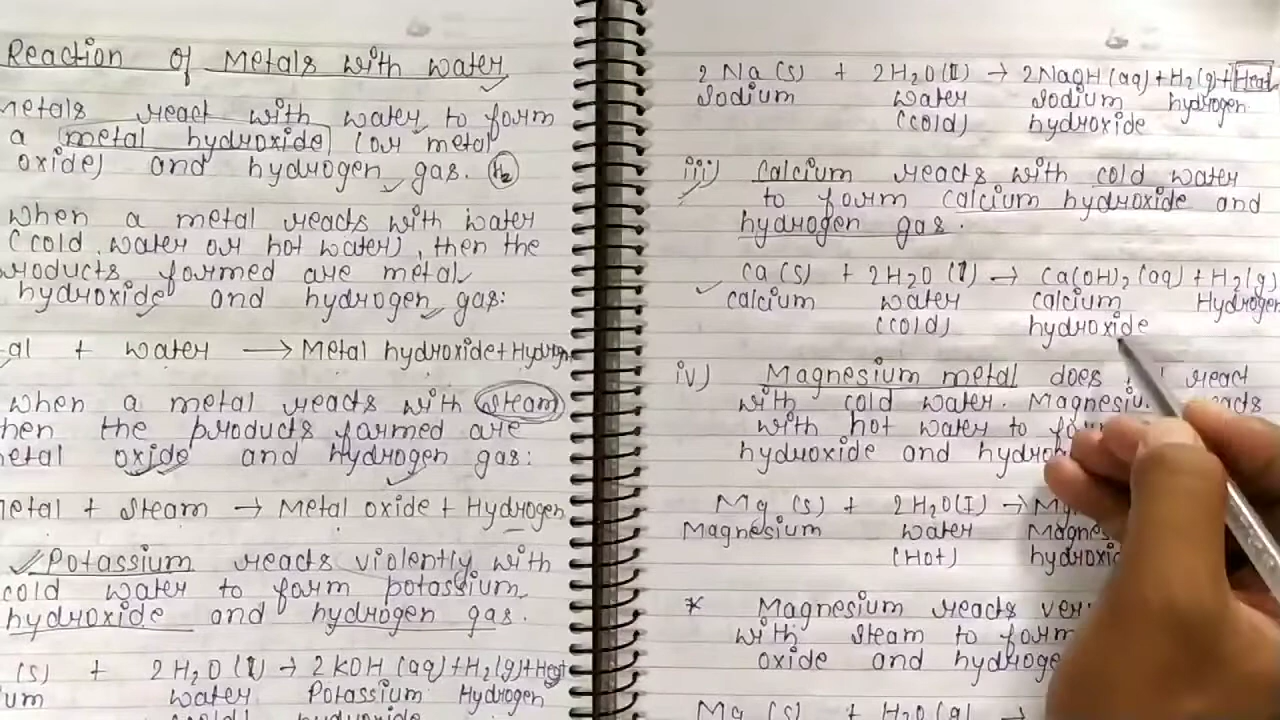 Reaction of Metals with water
Metals react with water to form
a metal hydroxide (or metal
oxide) and hydrogen gas. H2
When a metal reacts with water
(cold water or hot water), then the
products formed are metal
hydroxide and hydrogen gas:
al + water → Metal hydroxide + Hydrogen
When a metal reacts with steam
then the products formed are
metal oxide and hydrogen gas:
Metal + Steam → Metal oxide + Hydrogen
Potassium reacts violently with
cold water to form potassium
hydroxide and hydrogen gas.
(s) + 2H2O(l) → 2KOH(aq)+H2(g)+Heat
um water Potassium Hydrogen
(cold) hydroxide
2Na(s) + 2H2O(l) → 2NaOH(aq)+H2(g)+Heat
Sodium water Sodium hydrogen
(cold) hydroxide
iii) Calcium reacts with cold water
to form calcium hydroxide and
hydrogen gas.
Ca(s) + 2H2O(l) → Ca(OH)2(aq)+H2(g)
calcium water calcium Hydrogen
(cold) hydroxide
iv) Magnesium metal does react
with cold water. Magnesiu
with hot water to
hydroxide and
Mg(s) + 2H2O(l) →
Magnesium water
(Hot)
* Magnesium reacts
with steam to form
oxide and
Mg(s) + H2O(g) →